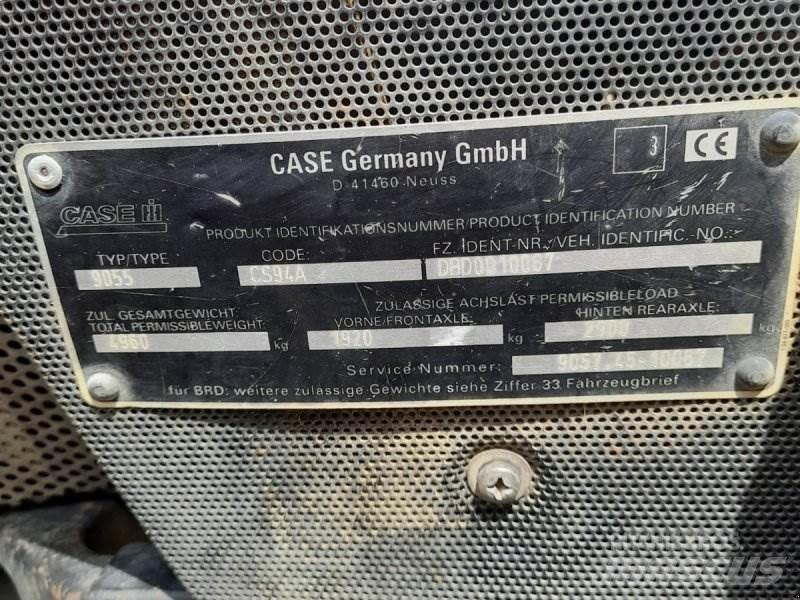 CASE Germany GmbH
3
CE
D 41460 Neuss
CASE IH
PRODUKT IDENTIFIKATIONSNUMMER/PRODUCT IDENTIFICATION NUMBER
TYP/TYPE
CODE:
FZ. IDENT-NR./VEH. IDENTIFIC.-NO.:
9055
CS94A
ZUL. GESAMTGEWICHT:
TOTAL PERMISSIBLEWEIGHT:
ZULÄSSIGE ACHSLAST PERMISSIBLELOAD
VORNE/FRONTAXLE:
HINTEN REARAXLE:
4960
kg
1920
kg
kg
Service Nummer:
für BRD: weitere zulässige Gewichte siehe Ziffer 33 Fahrzeugbrief